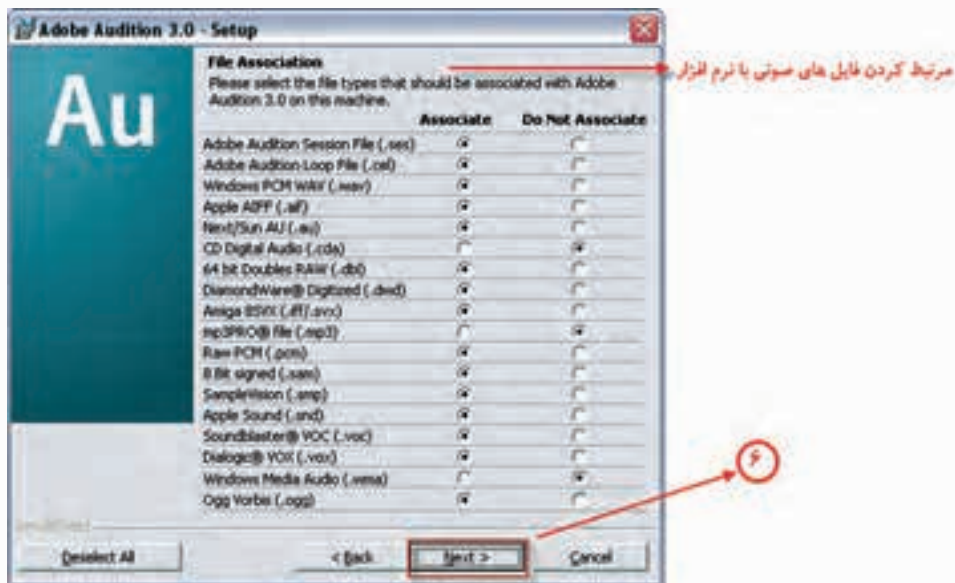 Adobe Audition 3.0 - Setup
Au
File Association
Please select the file types that should be associated with Adobe
Audition 3.0 on this machine.
مرتبط کردن فایل های صوتی با نرم افزار
Associate Do Not Associate
Adobe Audition Session File (.ses)
Adobe Audition Loop File (.cel)
Windows PCM WAV (.wav)
Apple AIFF (.aif)
Next/Sun AU (.au)
CD Digital Audio (.cda)
64 bit Doubles RAW (.dbl)
DiamondWare® Digitized (.dwd)
Amiga 8SVX (.iff/.svx)
mp3PRO® file (.mp3)
Raw PCM (.pcm)
8 Bit signed (.sam)
SampleVision (.smp)
Apple Sound (.snd)
Soundblaster® VOC (.voc)
Dialogic® VOX (.vox)
Windows Media Audio (.wma)
Ogg Vorbis (.ogg)
۶
Deselect All < Back Next > Cancel